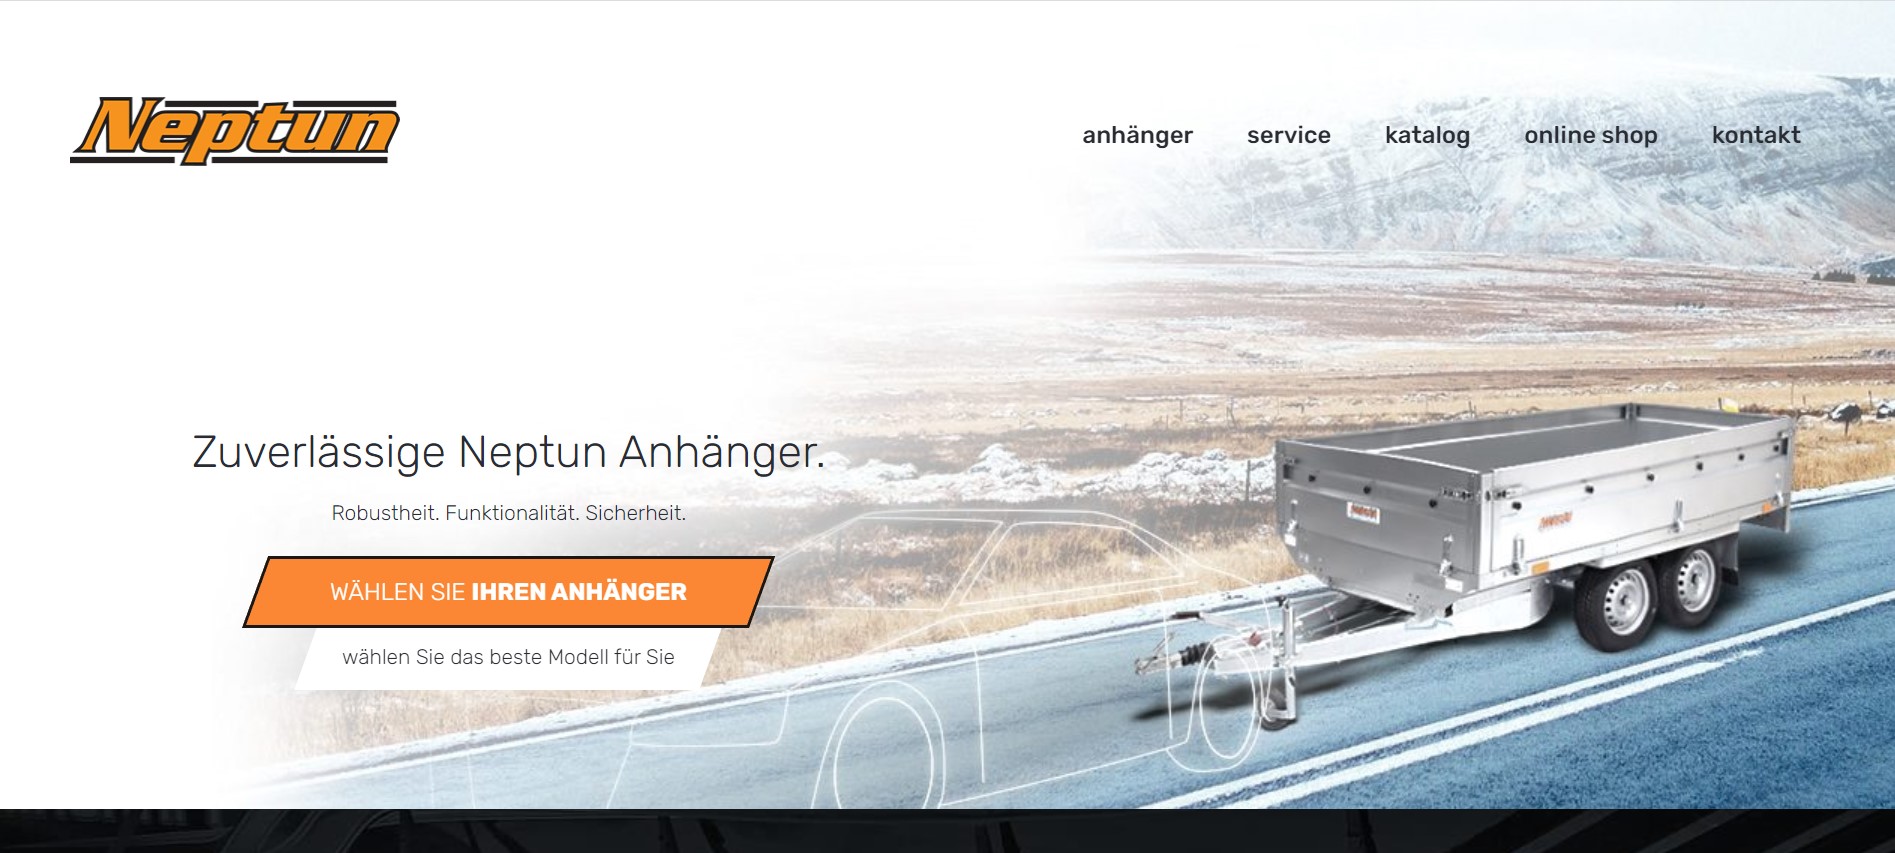 Neptun
anhänger service katalog online shop kontakt
Zuverlässige Neptun Anhänger.
Robustheit. Funktionalität. Sicherheit.
WÄHLEN SIE IHREN ANHÄNGER
wählen Sie das beste Modell für Sie